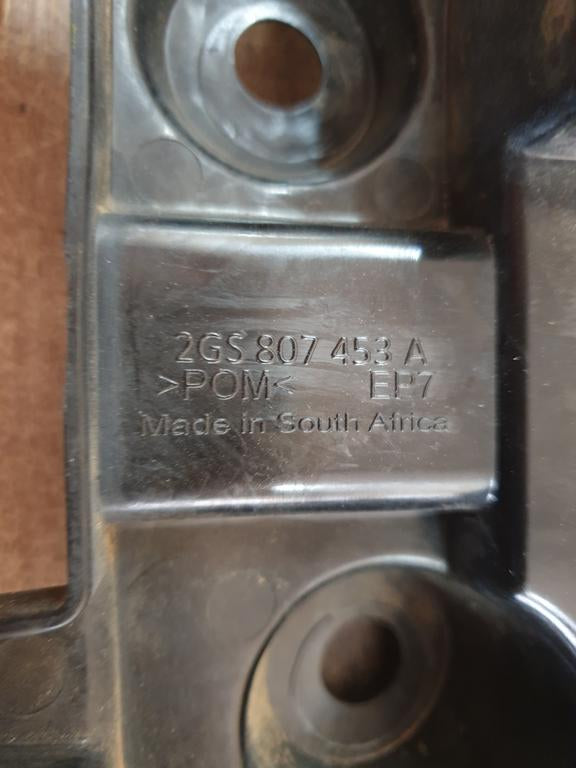 2GS 807 453 A
>POM< EP7
Made in South Africa